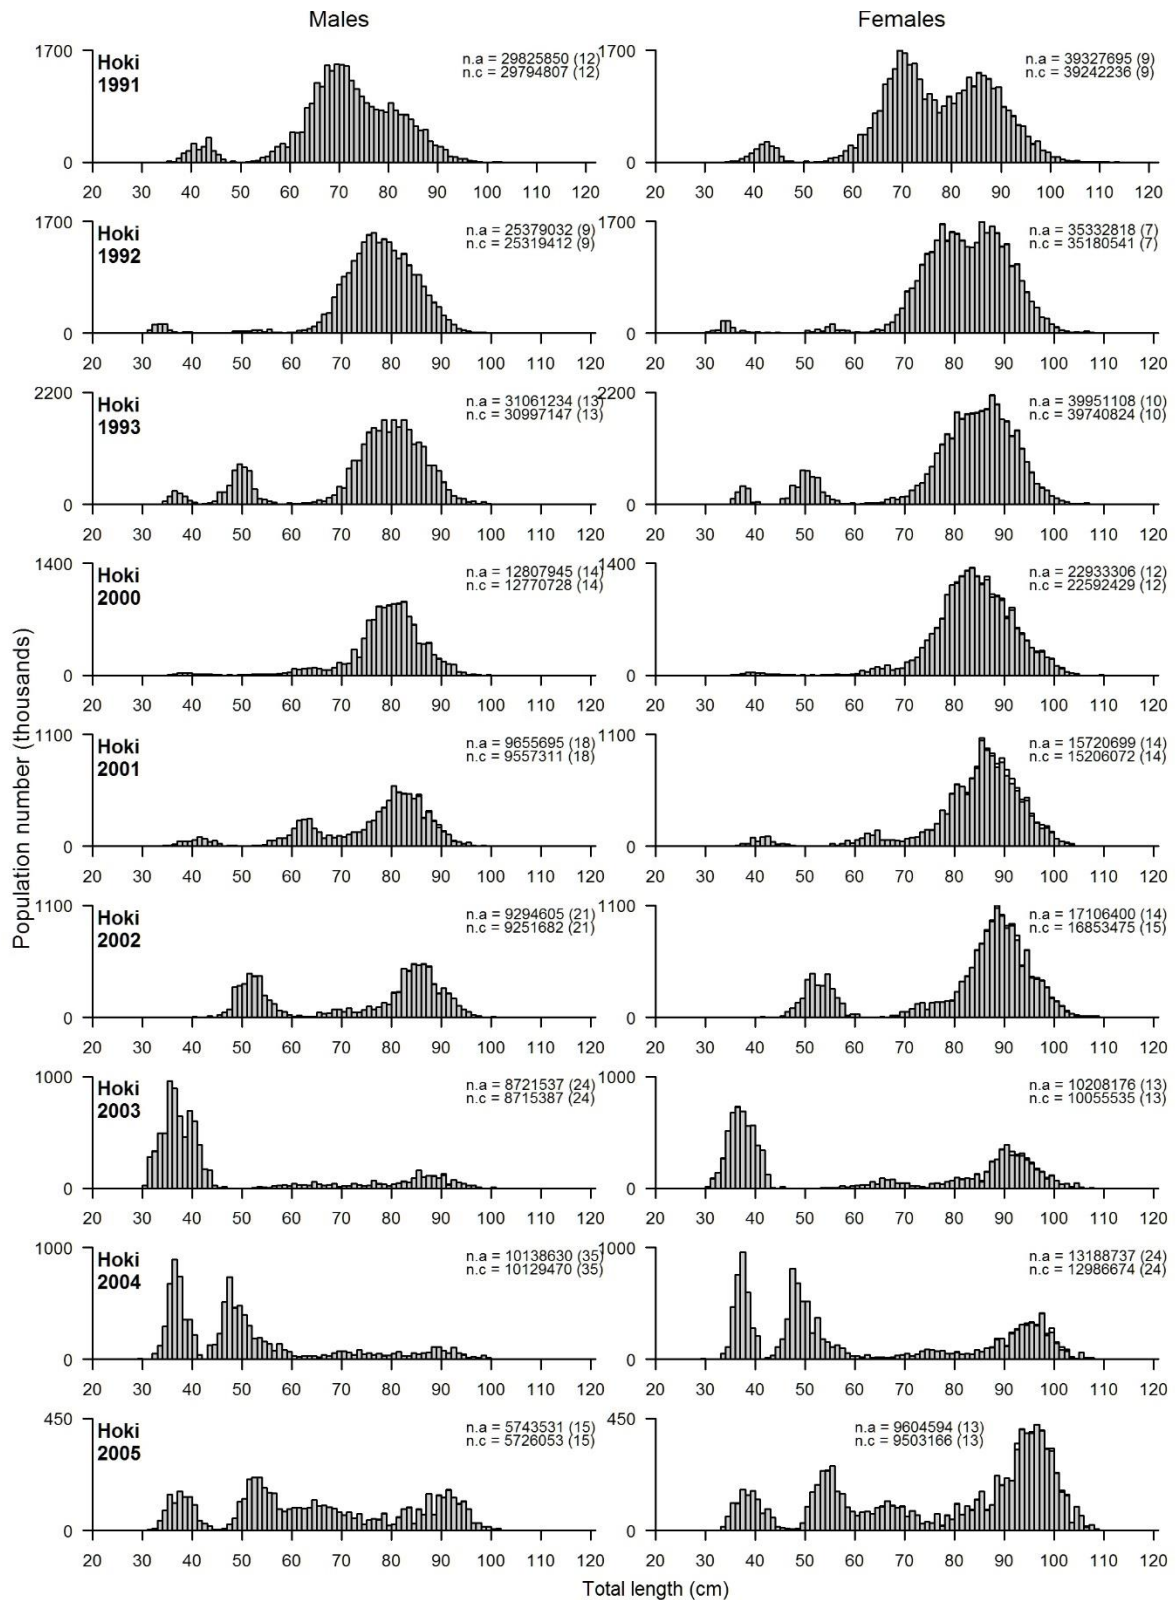 Males Females
Hoki
1991
1700
0
n.a = 29825850 (12)
n.c = 29794807 (12)
20 30 40 50 60 70 80 90 100 110 120
1700
0
n.a = 39327695 (9)
n.c = 39242236 (9)
20 30 40 50 60 70 80 90 100 110 120
Hoki
1992
1700
0
n.a = 25379032 (9)
n.c = 25319412 (9)
20 30 40 50 60 70 80 90 100 110 120
1700
0
n.a = 35332818 (7)
n.c = 35180541 (7)
20 30 40 50 60 70 80 90 100 110 120
Hoki
1993
2200
0
n.a = 31061234 (13)
n.c = 30997147 (13)
20 30 40 50 60 70 80 90 100 110 120
2200
0
n.a = 39951108 (10)
n.c = 39740824 (10)
20 30 40 50 60 70 80 90 100 110 120
Hoki
2000
1400
0
n.a = 12807945 (14)
n.c = 12770728 (14)
20 30 40 50 60 70 80 90 100 110 120
1400
0
n.a = 22933306 (12)
n.c = 22592429 (12)
20 30 40 50 60 70 80 90 100 110 120
Population number (thousands)
Hoki
2001
1100
0
n.a = 9655695 (18)
n.c = 9557311 (18)
20 30 40 50 60 70 80 90 100 110 120
1100
0
n.a = 15720699 (14)
n.c = 15206072 (14)
20 30 40 50 60 70 80 90 100 110 120
Hoki
2002
1100
0
n.a = 9294605 (21)
n.c = 9251682 (21)
20 30 40 50 60 70 80 90 100 110 120
1100
0
n.a = 17106400 (14)
n.c = 16853475 (15)
20 30 40 50 60 70 80 90 100 110 120
Hoki
2003
1000
0
n.a = 8721537 (24)
n.c = 8715387 (24)
20 30 40 50 60 70 80 90 100 110 120
1000
0
n.a = 10208176 (13)
n.c = 10055535 (13)
20 30 40 50 60 70 80 90 100 110 120
Hoki
2004
1000
0
n.a = 10138630 (35)
n.c = 10129470 (35)
20 30 40 50 60 70 80 90 100 110 120
1000
0
n.a = 13188737 (24)
n.c = 12986674 (24)
20 30 40 50 60 70 80 90 100 110 120
Hoki
2005
450
0
n.a = 5743531 (15)
n.c = 5726053 (15)
20 30 40 50 60 70 80 90 100 110 120
450
0
n.a = 9604594 (13)
n.c = 9503166 (13)
20 30 40 50 60 70 80 90 100 110 120
Total length (cm)